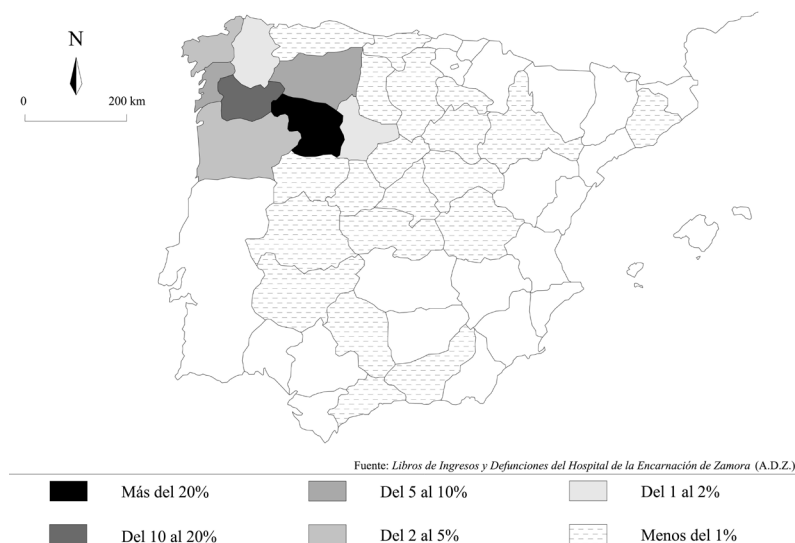 N
0 200 km
Fuente: Libros de Ingresos y Defunciones del Hospital de la Encarnación de Zamora (A.D.Z.)
Más del 20% Del 5 al 10% Del 1 al 2%
Del 10 al 20% Del 2 al 5% Menos del 1%